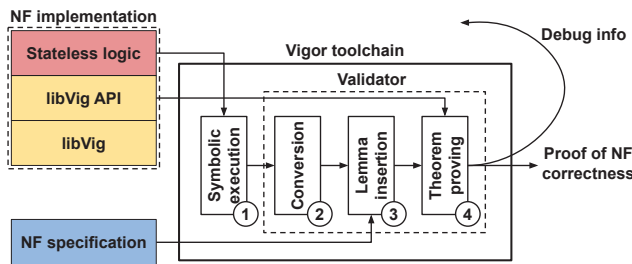 NF implementation
Stateless logic
libVig API
libVig
NF specification
Vigor toolchain
Validator
Symbolic
execution
1
Conversion
2
Lemma
insertion
3
Theorem
proving
4
Debug info
Proof of NF
correctness